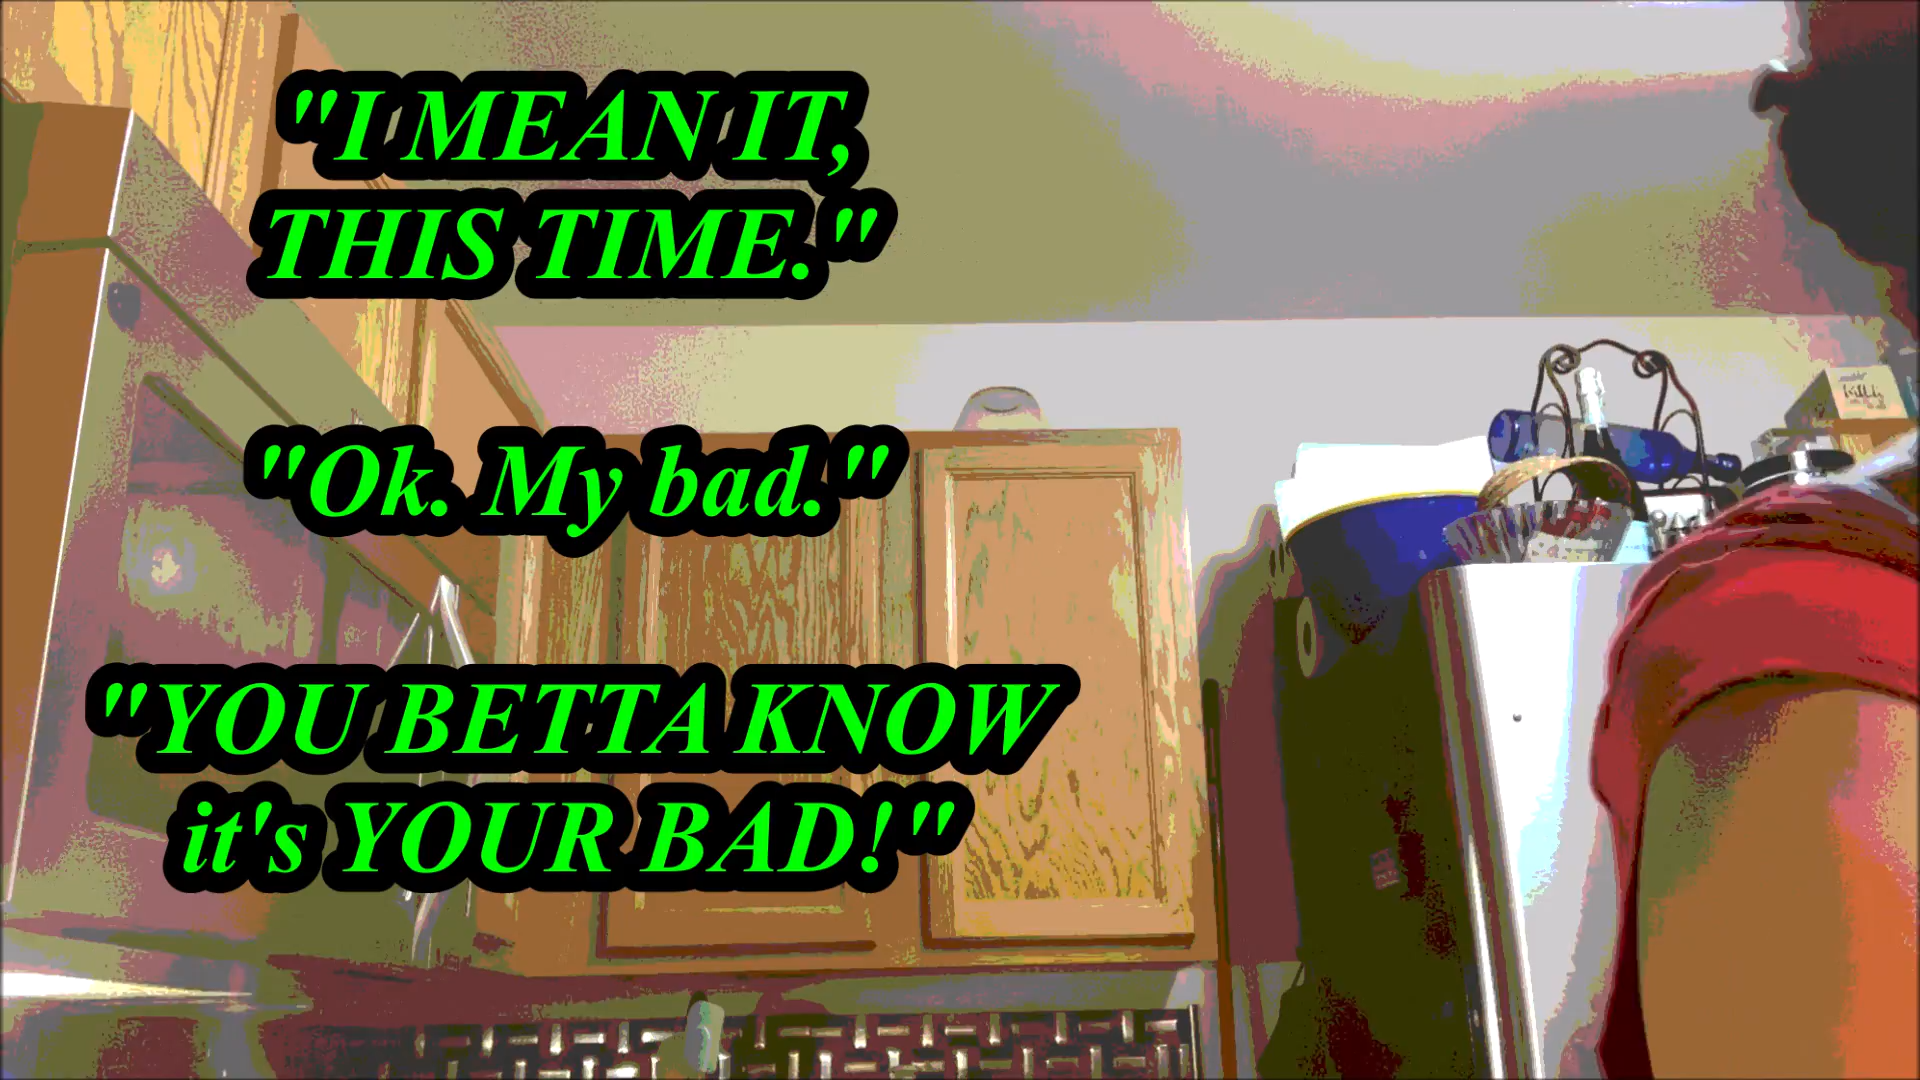 "I MEAN IT,
THIS TIME."
"Ok. My bad."
"YOU BETTA KNOW
it's YOUR BAD!"